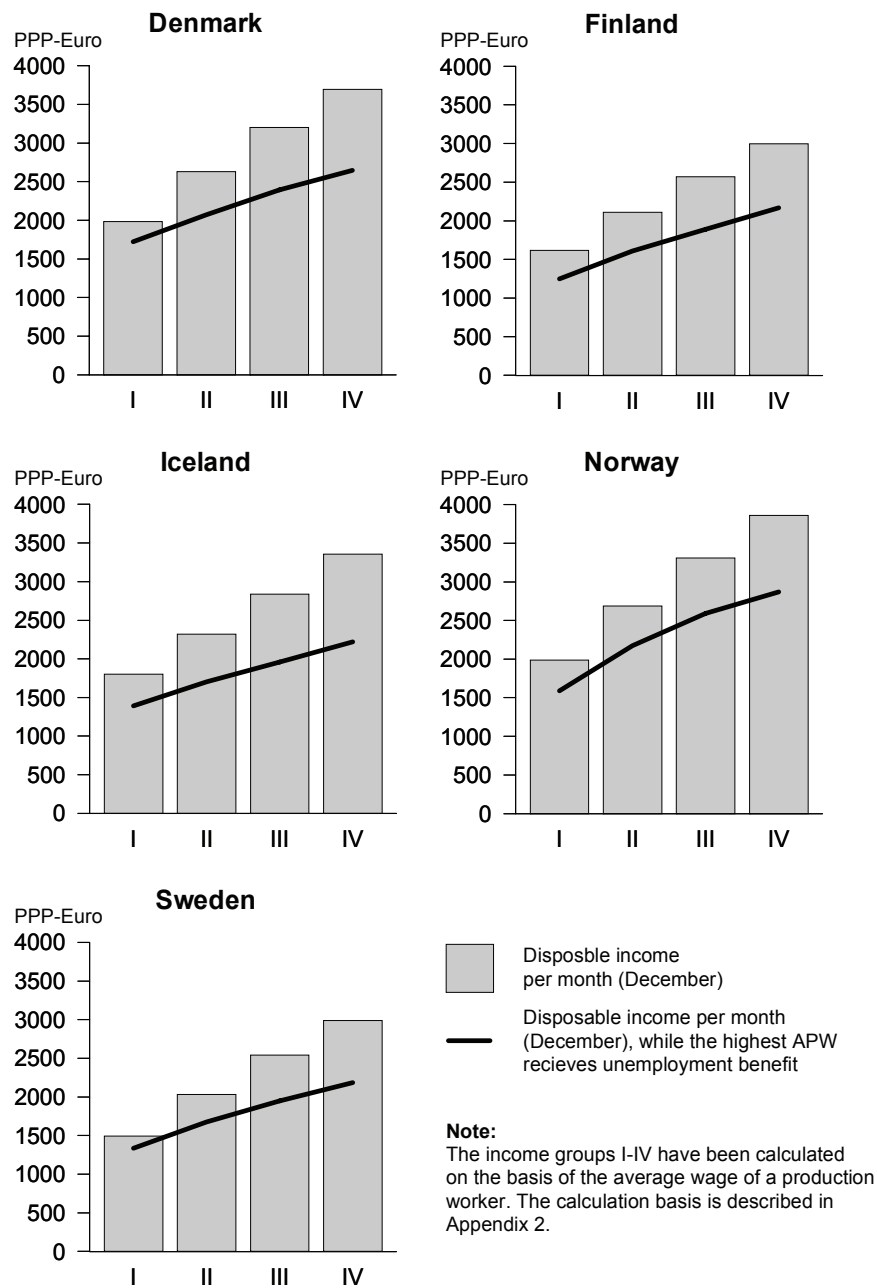 Denmark
PPP-Euro
4000
3500
3000
2500
2000
1500
1000
500
0
I II III IV
Finland
PPP-Euro
4000
3500
3000
2500
2000
1500
1000
500
0
I II III IV
Iceland
PPP-Euro
4000
3500
3000
2500
2000
1500
1000
500
0
I II III IV
Norway
PPP-Euro
4000
3500
3000
2500
2000
1500
1000
500
0
I II III IV
Sweden
PPP-Euro
4000
3500
3000
2500
2000
1500
1000
500
0
I II III IV
Disposble income
per month (December)
Disposable income per month
(December), while the highest APW
recieves unemployment benefit
Note:
The income groups I-IV have been calculated
on the basis of the average wage of a production
worker. The calculation basis is described in
Appendix 2.